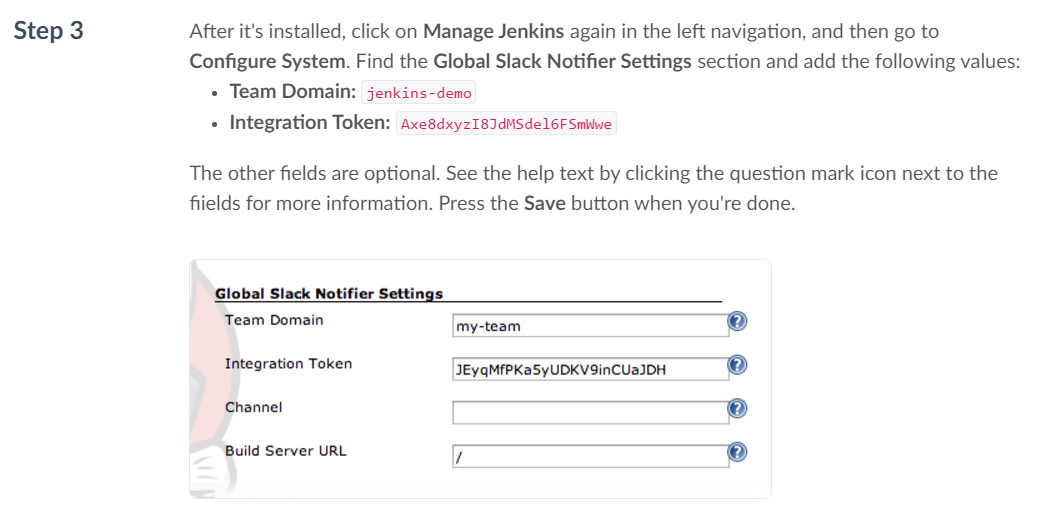 Step 3
After it's installed, click on Manage Jenkins again in the left navigation, and then go to
Configure System. Find the Global Slack Notifier Settings section and add the following values:
• Team Domain: jenkins-demo
• Integration Token: Axe8dxyzI8JdMSdel6FSmWwe
The other fields are optional. See the help text by clicking the question mark icon next to the
fiields for more information. Press the Save button when you're done.
Global Slack Notifier Settings
Team Domain my-team ?
Integration Token JEyqMfPKa5yUDKV9inCUaJDH ?
Channel ?
Build Server URL / ?